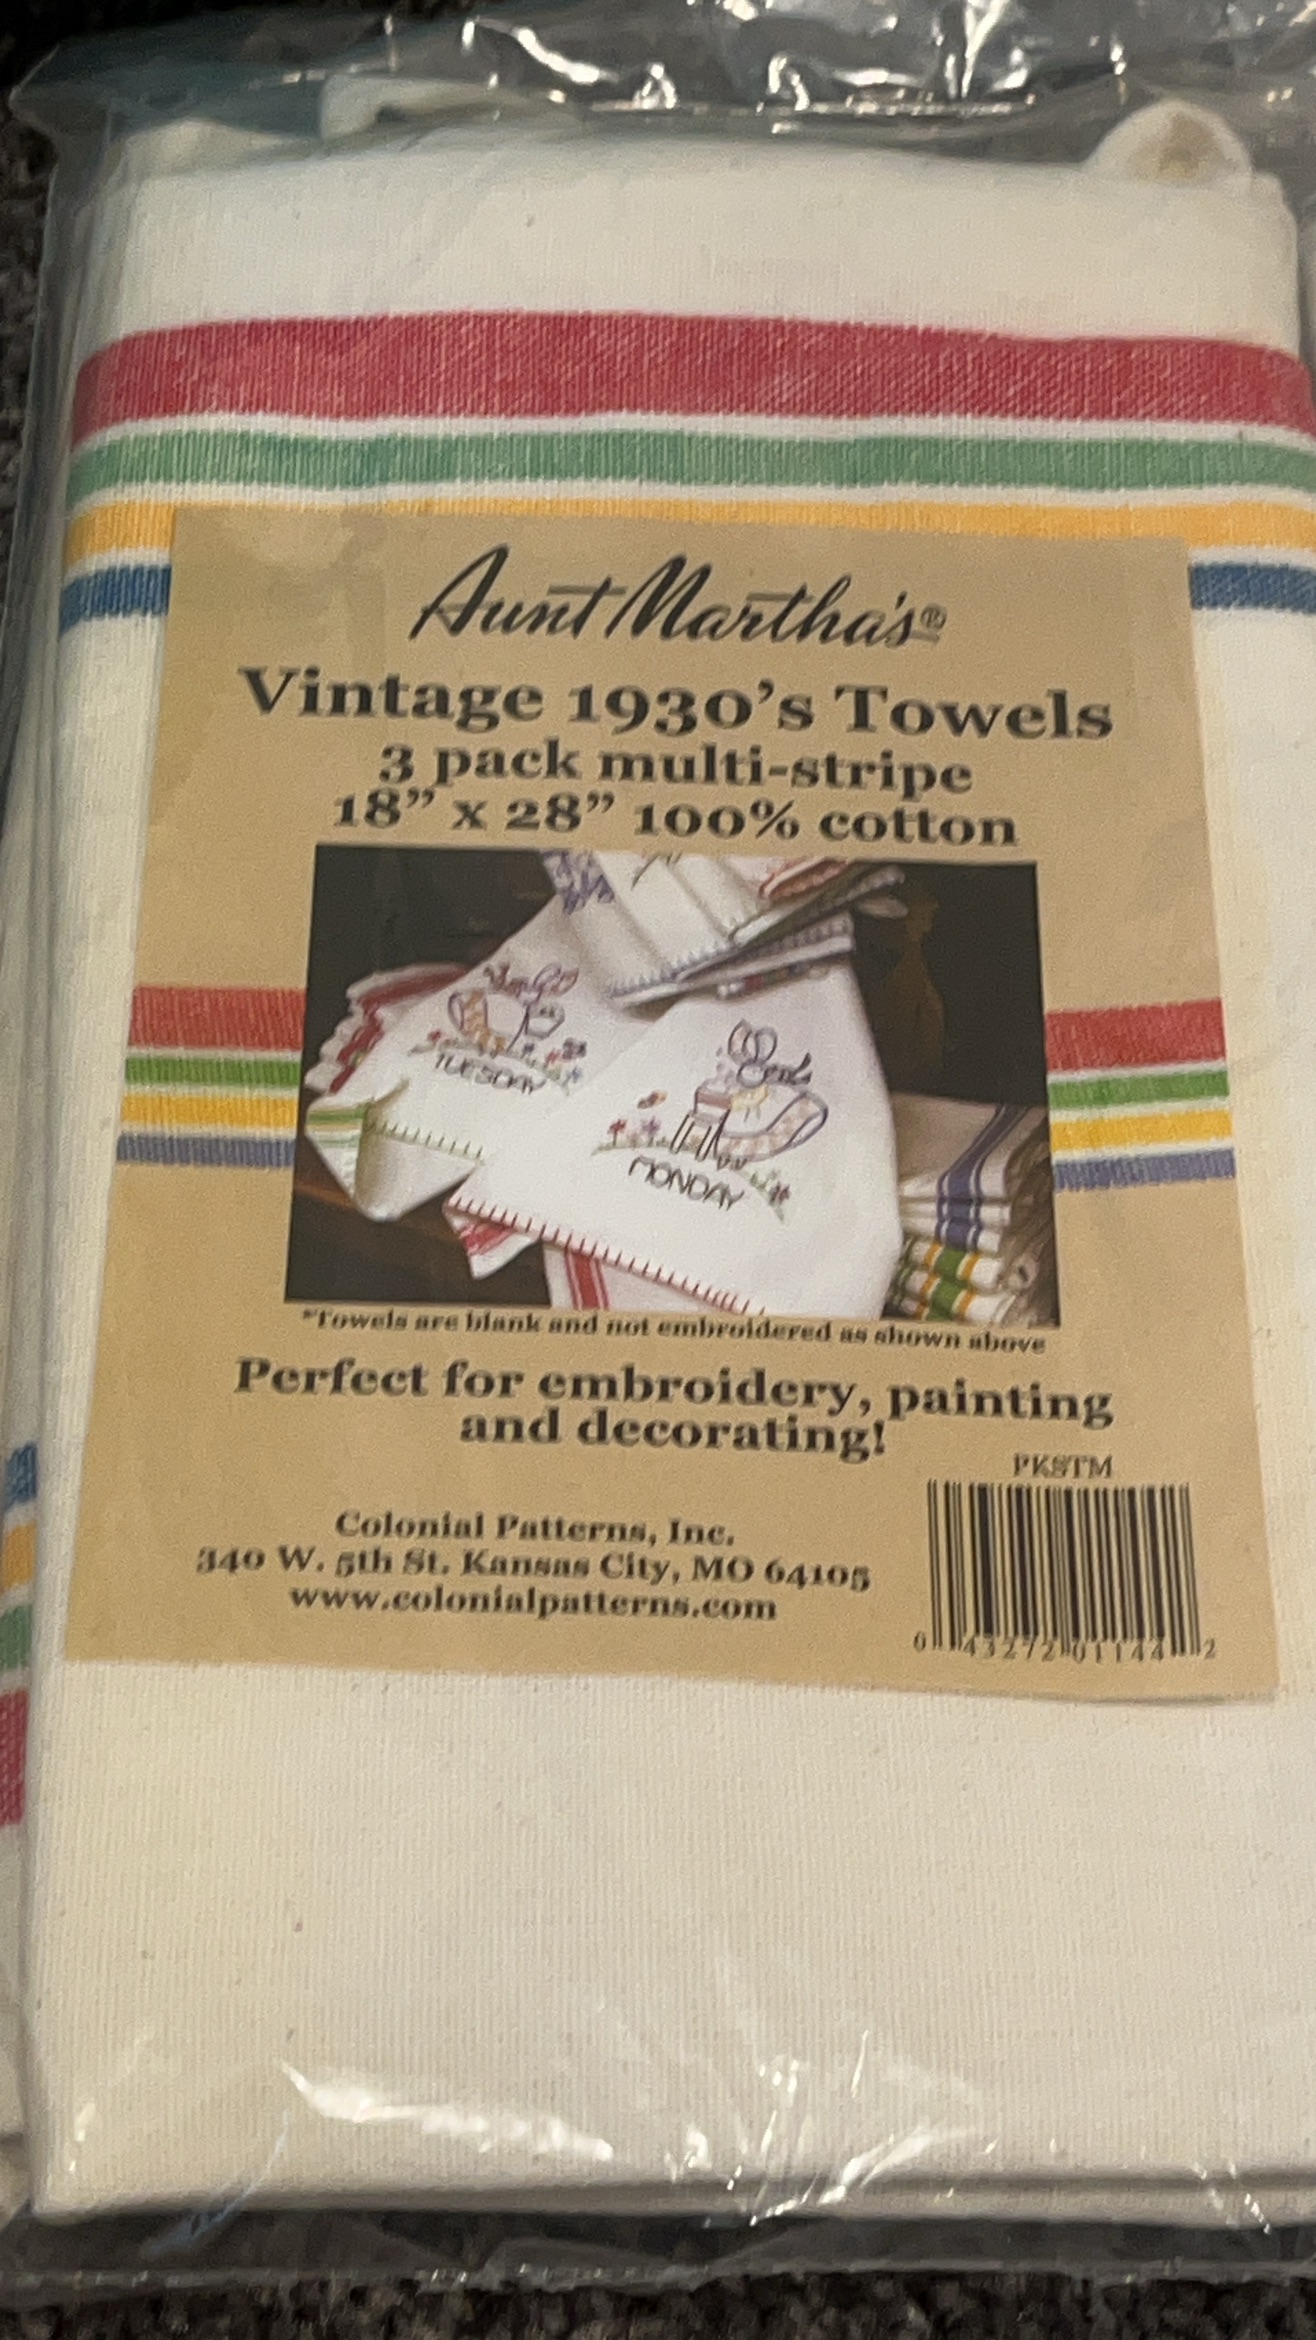 Aunt Martha's®
Vintage 1930's Towels
3 pack multi-stripe
18" x 28" 100% cotton
TUESDAY
MONDAY
*Towels are blank and not embroidered as shown above
Perfect for embroidery, painting
and decorating!
PKSTM
Colonial Patterns, Inc.
340 W. 5th St. Kansas City, MO 64105
www.colonialpatterns.com
0 43272 01144 2